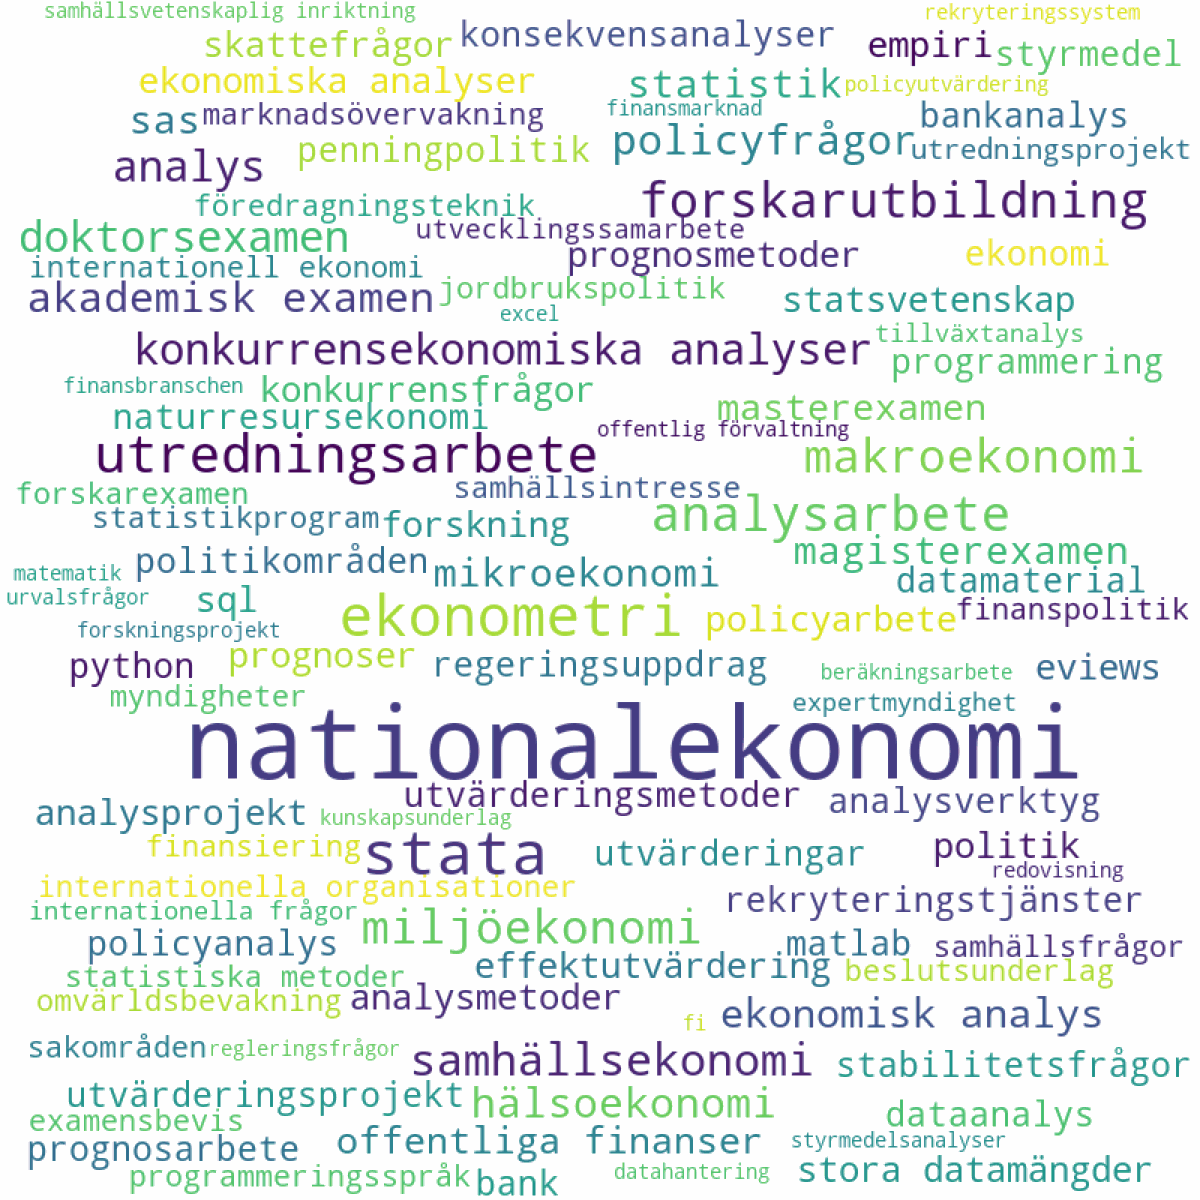 samhällsvetenskaplig inriktning
rekryteringssystem
skattefrågor
konsekvensanalyser
empiri
styrmedel
ekonomiska analyser
statistik
policyutvärdering
sas
marknadsövervakning
finansmarknad
bankanalys
analys
penningpolitik
policyfrågor
utredningsprojekt
föredragningsteknik
forskarutbildning
doktorsexamen
utvecklingssamarbete
internationell ekonomi
prognosmetoder
ekonomi
akademisk examen
jordbrukspolitik
statsvetenskap
excel
konkurrensekonomiska analyser
tillväxtanalys
programmering
finansbranschen
konkurrensfrågor
naturresursekonomi
masterexamen
offentlig förvaltning
utredningsarbete
makroekonomi
forskarexamen
samhällsintresse
statistikprogram
forskning
analysarbete
politikområden
mikroekonomi
magisterexamen
matematik
datamaterial
urvalsfrågor
sql
ekonometri
policyarbete
finanspolitik
forskningsprojekt
python
prognoser
regeringsuppdrag
beräkningsarbete
eviews
myndigheter
expertmyndighet
nationalekonomi
analysprojekt
utvärderingsmetoder
analysverktyg
kunskapsunderlag
finansiering
stata
utvärderingar
politik
redovisning
internationella organisationer
rekryteringstjänster
internationella frågor
miljöekonomi
policyanalys
matlab
samhällsfrågor
statistiska metoder
effektutvärdering
beslutsunderlag
omvärldsbevakning
analysmetoder
fi
ekonomisk analys
sakområden
regleringsfrågor
samhällsekonomi
stabilitetsfrågor
utvärderingsprojekt
hälsoekonomi
dataanalys
examensbevis
prognosarbete
offentliga finanser
styrmedelsanalyser
programmeringsspråk
bank
datahantering
stora datamängder